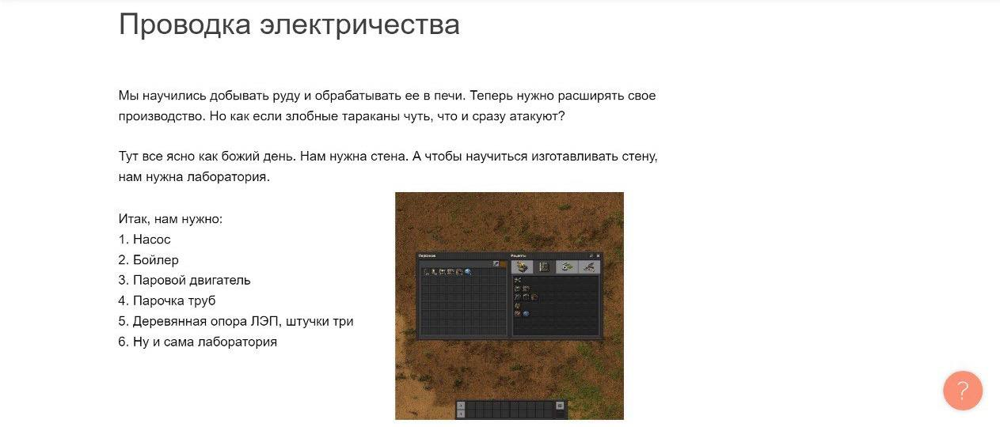 Проводка электричества
Мы научились добывать руду и обрабатывать ее в печи. Теперь нужно расширять свое
производство. Но как если злобные тараканы чуть, что и сразу атакуют?
Тут все ясно как божий день. Нам нужна стена. А чтобы научиться изготавливать стену,
нам нужна лаборатория.
Итак, нам нужно:
1. Насос
2. Бойлер
3. Паровой двигатель
4. Парочка труб
5. Деревянная опора ЛЭП, штучки три
6. Ну и сама лаборатория
Персонаж
Рецепты
?